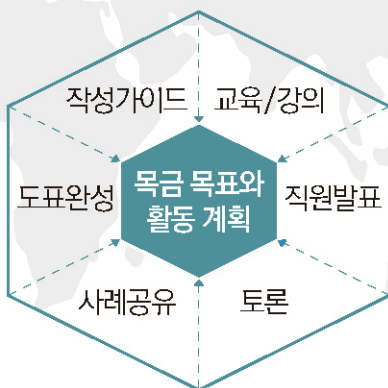 작성가이드
교육/강의
도표완성
목금 목표와
활동 계획
직원발표
사례공유
토론